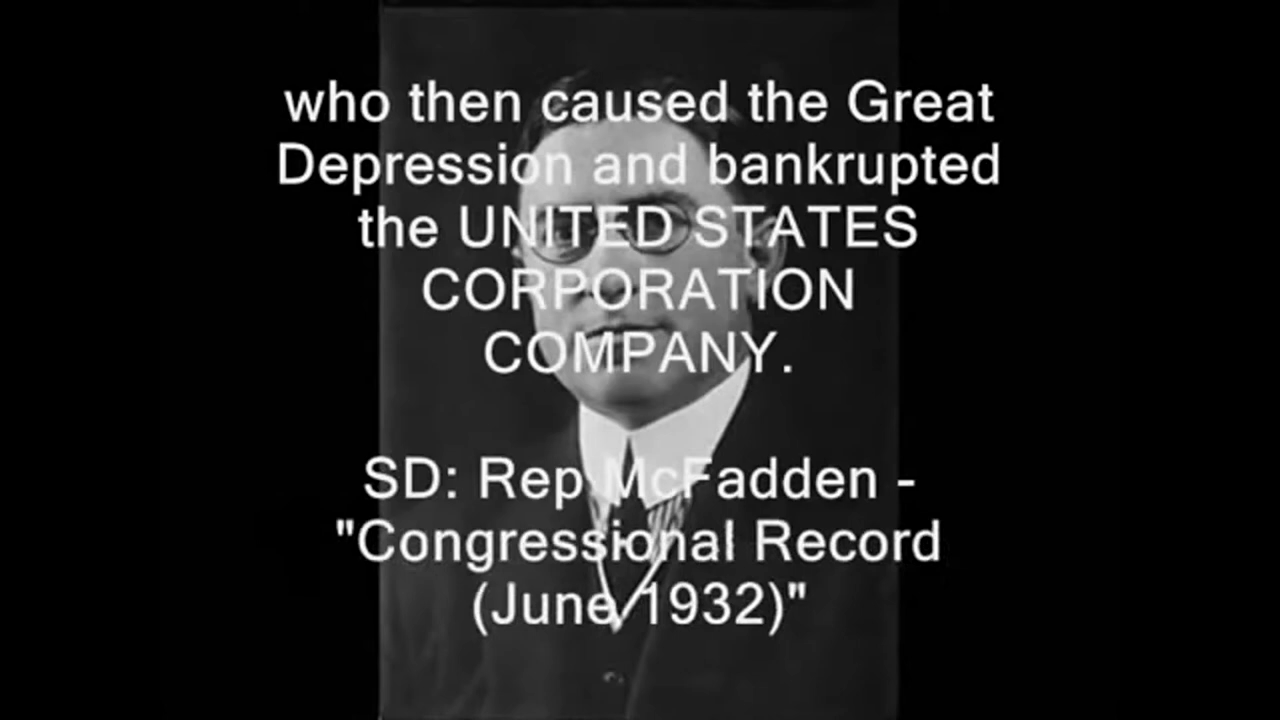 who then caused the Great
Depression and bankrupted
the UNITED STATES
CORPORATION
COMPANY.
SD: Rep McFadden -
"Congressional Record
(June 1932)"